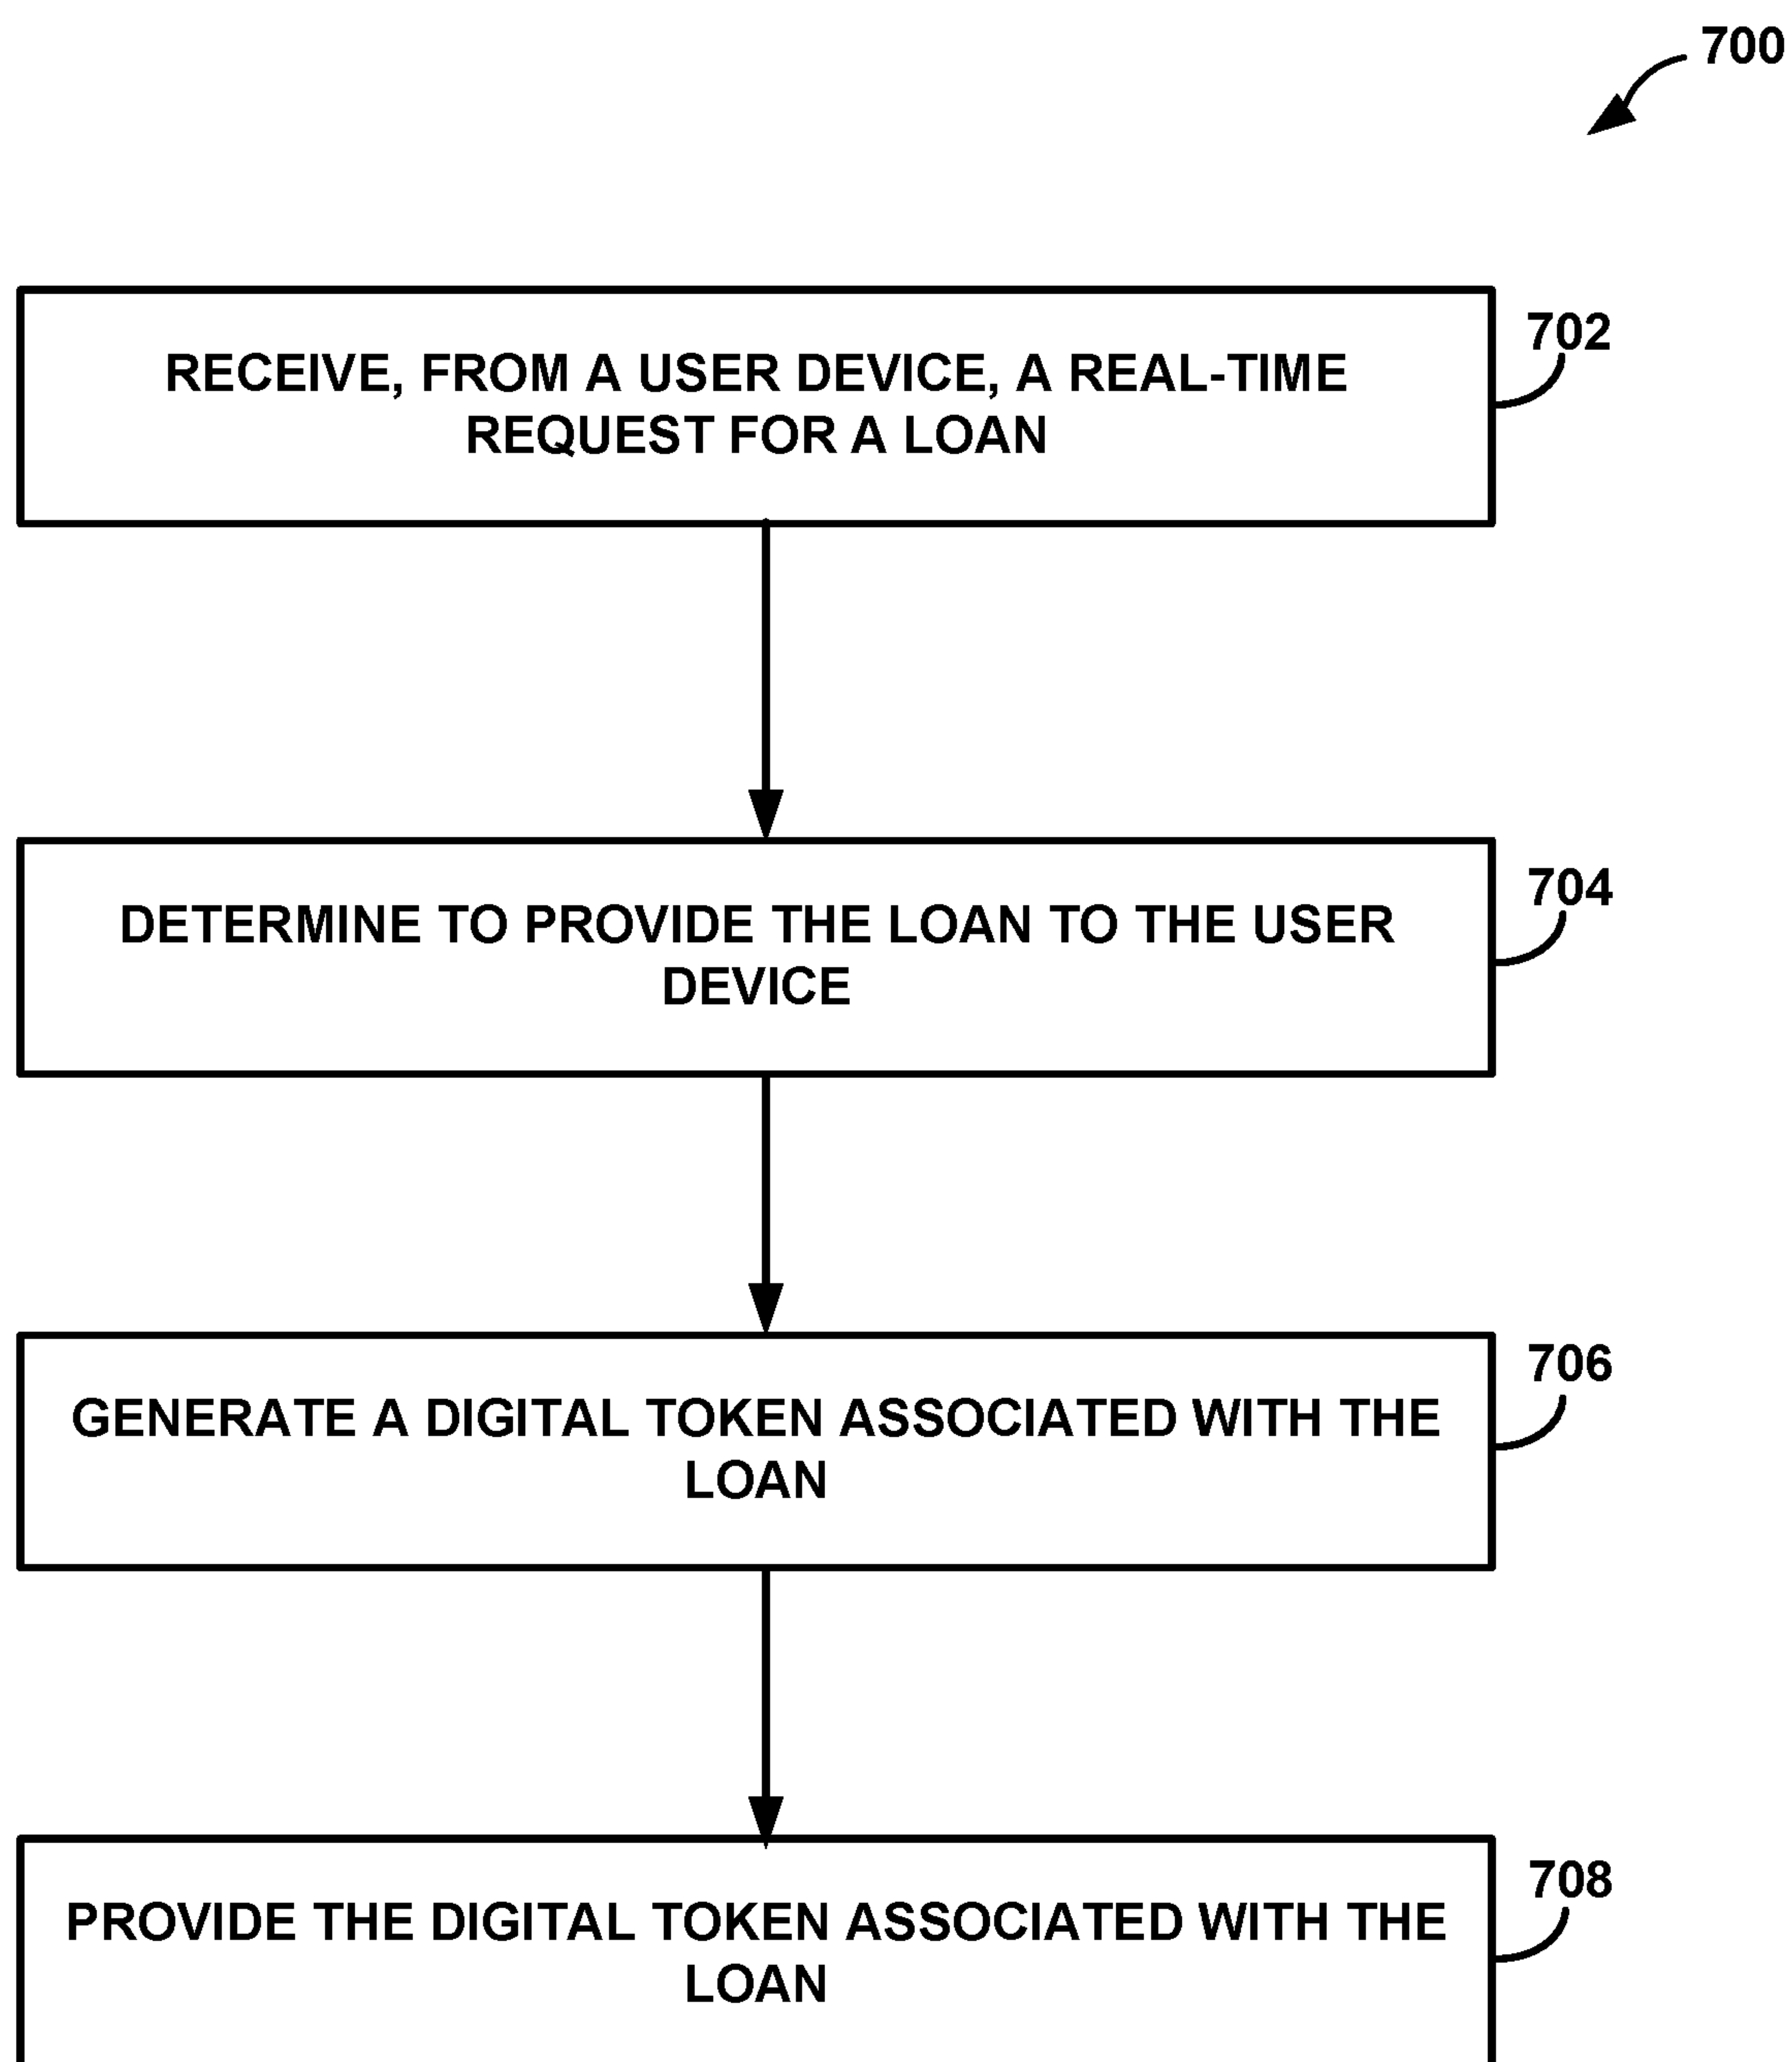 700
702
RECEIVE, FROM A USER DEVICE, A REAL-TIME
REQUEST FOR A LOAN
704
DETERMINE TO PROVIDE THE LOAN TO THE USER
DEVICE
706
GENERATE A DIGITAL TOKEN ASSOCIATED WITH THE
LOAN
708
PROVIDE THE DIGITAL TOKEN ASSOCIATED WITH THE
LOAN